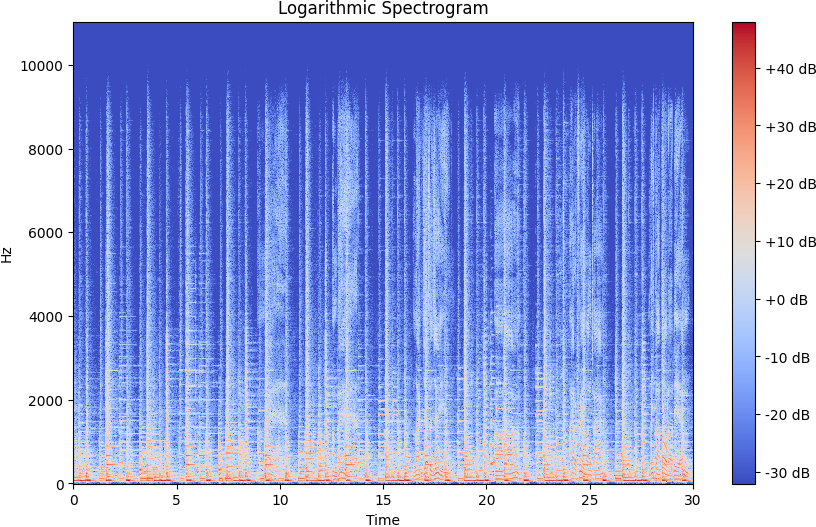 Logarithmic Spectrogram
Hz
10000
8000
6000
4000
2000
0
0 5 10 15 20 25 30
Time
+40 dB
+30 dB
+20 dB
+10 dB
+0 dB
-10 dB
-20 dB
-30 dB